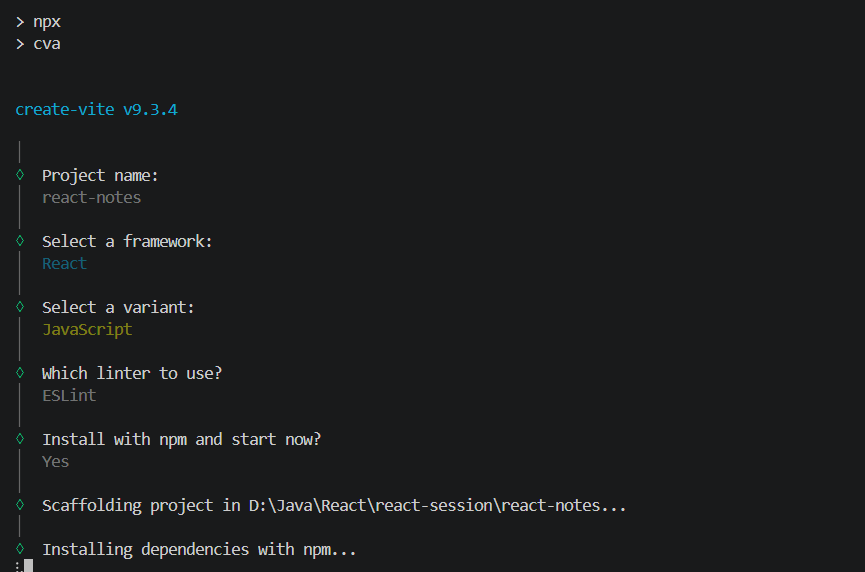 > npx
> cva
create-vite v9.3.4
Project name:
react-notes
Select a framework:
React
Select a variant:
JavaScript
Which linter to use?
ESLint
Install with npm and start now?
Yes
Scaffolding project in D:\Java\React\react-session\react-notes...
Installing dependencies with npm...